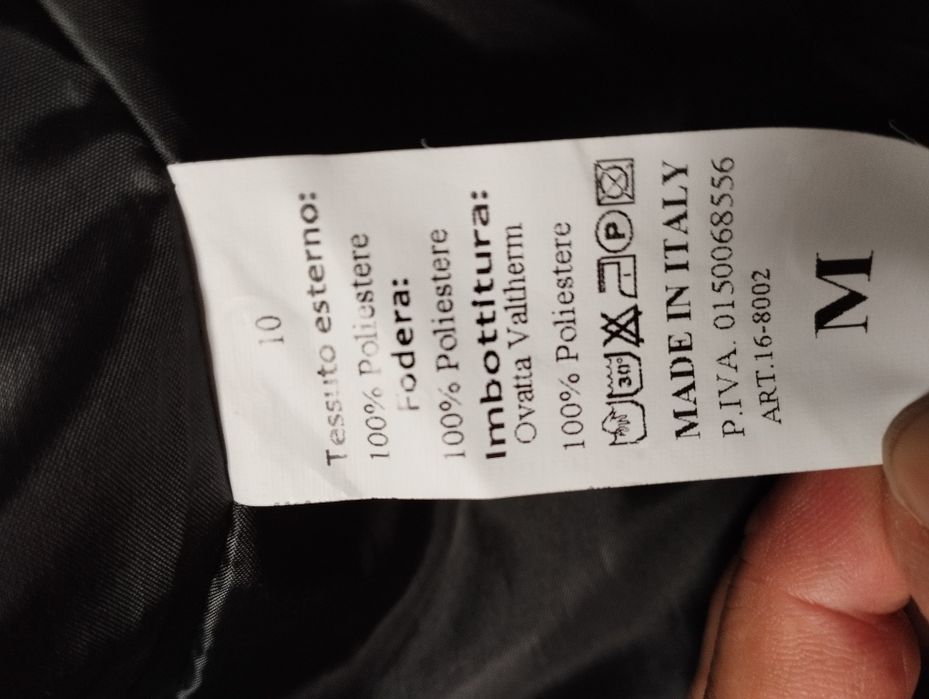 10
Tessuto esterno:
100% Poliestere
Fodera:
100% Poliestere
Imbottitura:
Ovatta Valtherm
100% Poliestere
30° P
MADE IN ITALY
P.IVA. 0150068556
ART.16-8002
M